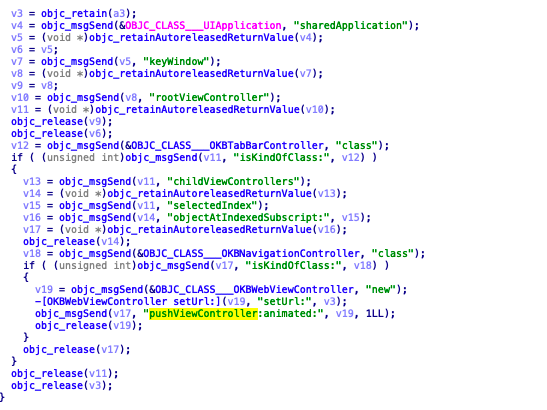 v3 = objc_retain(a3);
v4 = objc_msgSend(&OBJC_CLASS___UIApplication, "sharedApplication");
v5 = (void *)objc_retainAutoreleasedReturnValue(v4);
v6 = v5;
v7 = objc_msgSend(v5, "keyWindow");
v8 = (void *)objc_retainAutoreleasedReturnValue(v7);
v9 = v8;
v10 = objc_msgSend(v8, "rootViewController");
v11 = (void *)objc_retainAutoreleasedReturnValue(v10);
objc_release(v9);
objc_release(v6);
v12 = objc_msgSend(&OBJC_CLASS___OKBTabBarController, "class");
if ( (unsigned int)objc_msgSend(v11, "isKindOfClass:", v12) )
{
v13 = objc_msgSend(v11, "childViewControllers");
v14 = (void *)objc_retainAutoreleasedReturnValue(v13);
v15 = objc_msgSend(v11, "selectedIndex");
v16 = objc_msgSend(v14, "objectAtIndexedSubscript:", v15);
v17 = (void *)objc_retainAutoreleasedReturnValue(v16);
objc_release(v14);
v18 = objc_msgSend(&OBJC_CLASS___OKBNavigationController, "class");
if ( (unsigned int)objc_msgSend(v17, "isKindOfClass:", v18) )
{
v19 = objc_msgSend(&OBJC_CLASS___OKBWebViewController, "new");
-[OKBWebViewController setUrl:](v19, "setUrl:", v3);
objc_msgSend(v17, "pushViewController:animated:", v19, 1LL);
objc_release(v19);
}
objc_release(v17);
}
objc_release(v11);
objc_release(v3);
}